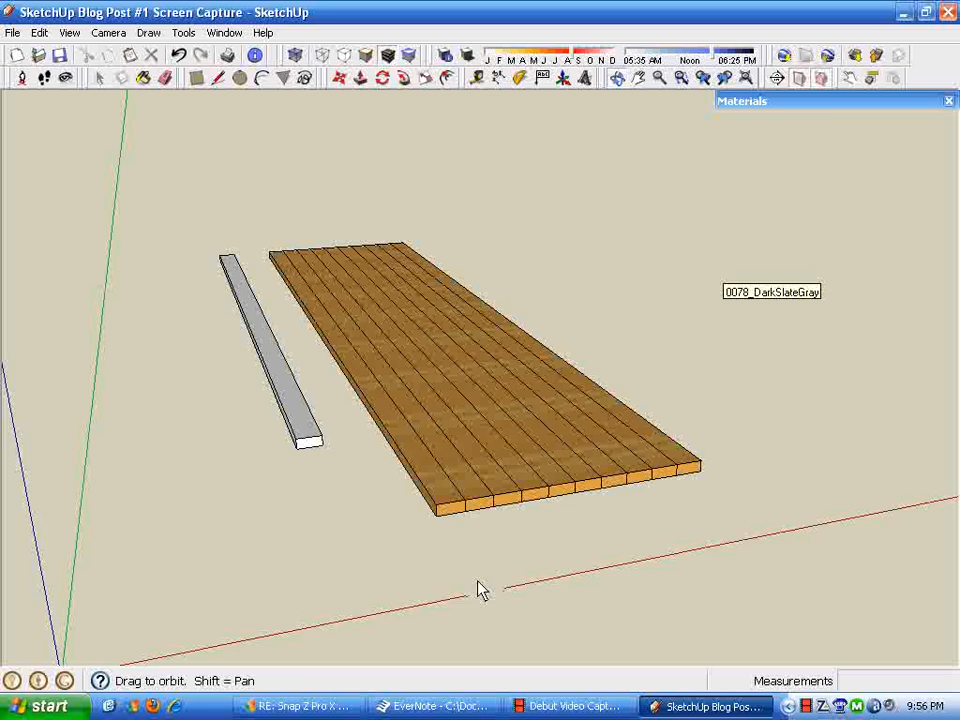 SketchUp Blog Post #1 Screen Capture - SketchUp
File Edit View Camera Draw Tools Window Help
J F M A M J J A S O N D 05:35 AM Noon 06:25 PM
Materials
0078_DarkSlateGray
Drag to orbit. Shift = Pan
Measurements
start
RE: Snap Z Pro X ...
EverNote - C:\Doc...
Debut Video Capt...
SketchUp Blog Pos...
9:56 PM